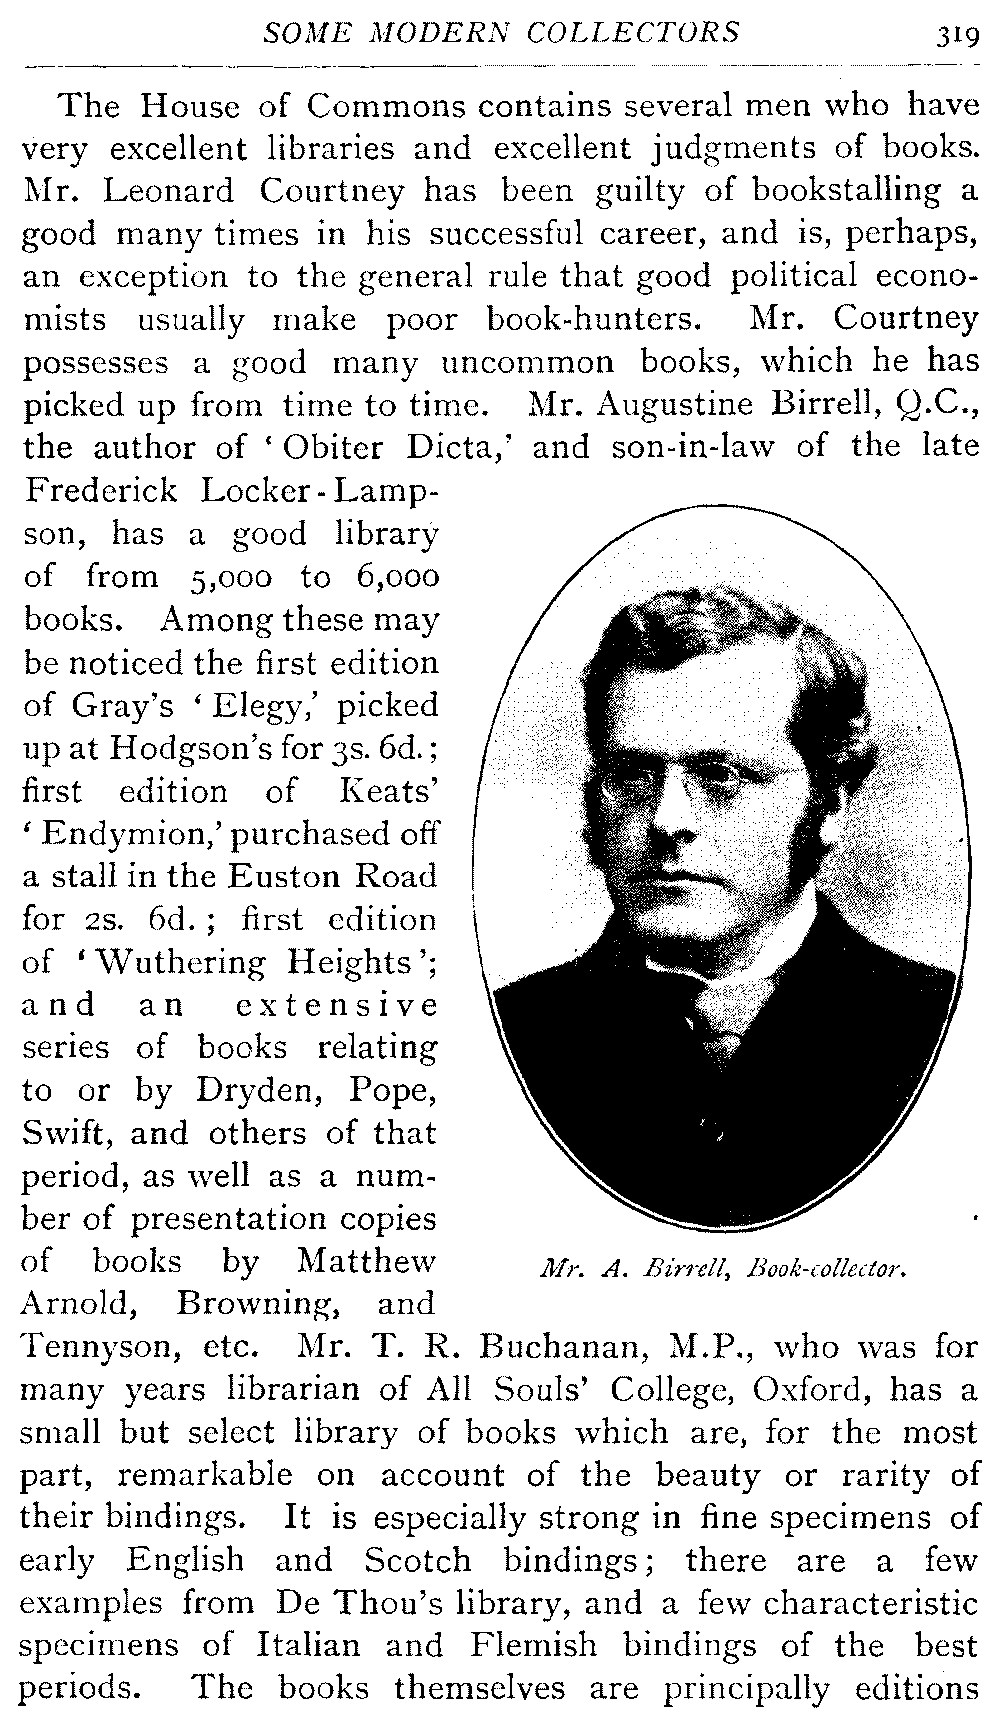 SOME MODERN COLLECTORS 319
The House of Commons contains several men who have
very excellent libraries and excellent judgments of books.
Mr. Leonard Courtney has been guilty of bookstalling a
good many times in his successful career, and is, perhaps,
an exception to the general rule that good political econo-
mists usually make poor book-hunters. Mr. Courtney
possesses a good many uncommon books, which he has
picked up from time to time. Mr. Augustine Birrell, Q.C.,
the author of ‘ Obiter Dicta,’ and son-in-law of the late
Frederick Locker-Lamp-
son, has a good library
of from 5,000 to 6,000
books. Among these may
be noticed the first edition
of Gray's ‘ Elegy,’ picked
up at Hodgson's for 3s. 6d. ;
first edition of Keats’
‘ Endymion,’ purchased off
a stall in the Euston Road
for 2s. 6d. ; first edition
of ‘ Wuthering Heights ’;
and an extensive
series of books relating
to or by Dryden, Pope,
Swift, and others of that
period, as well as a num-
ber of presentation copies
of books by Matthew
Arnold, Browning, and
Mr. A. Birrell, Book-collector.
Tennyson, etc. Mr. T. R. Buchanan, M.P., who was for
many years librarian of All Souls’ College, Oxford, has a
small but select library of books which are, for the most
part, remarkable on account of the beauty or rarity of
their bindings. It is especially strong in fine specimens of
early English and Scotch bindings; there are a few
examples from De Thou's library, and a few characteristic
specimens of Italian and Flemish bindings of the best
periods. The books themselves are principally editions